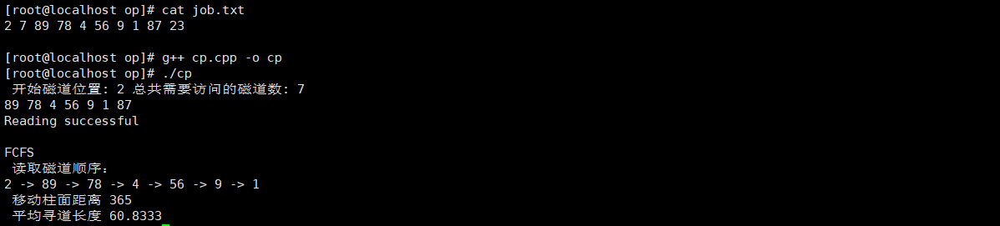 [root@localhost op]# cat job.txt
2 7 89 78 4 56 9 1 87 23
[root@localhost op]# g++ cp.cpp -o cp
[root@localhost op]# ./cp
开始磁道位置: 2 总共需要访问的磁道数: 7
89 78 4 56 9 1 87
Reading successful
FCFS
读取磁道顺序:
2 -> 89 -> 78 -> 4 -> 56 -> 9 -> 1
移动柱面距离 365
平均寻道长度 60.8333